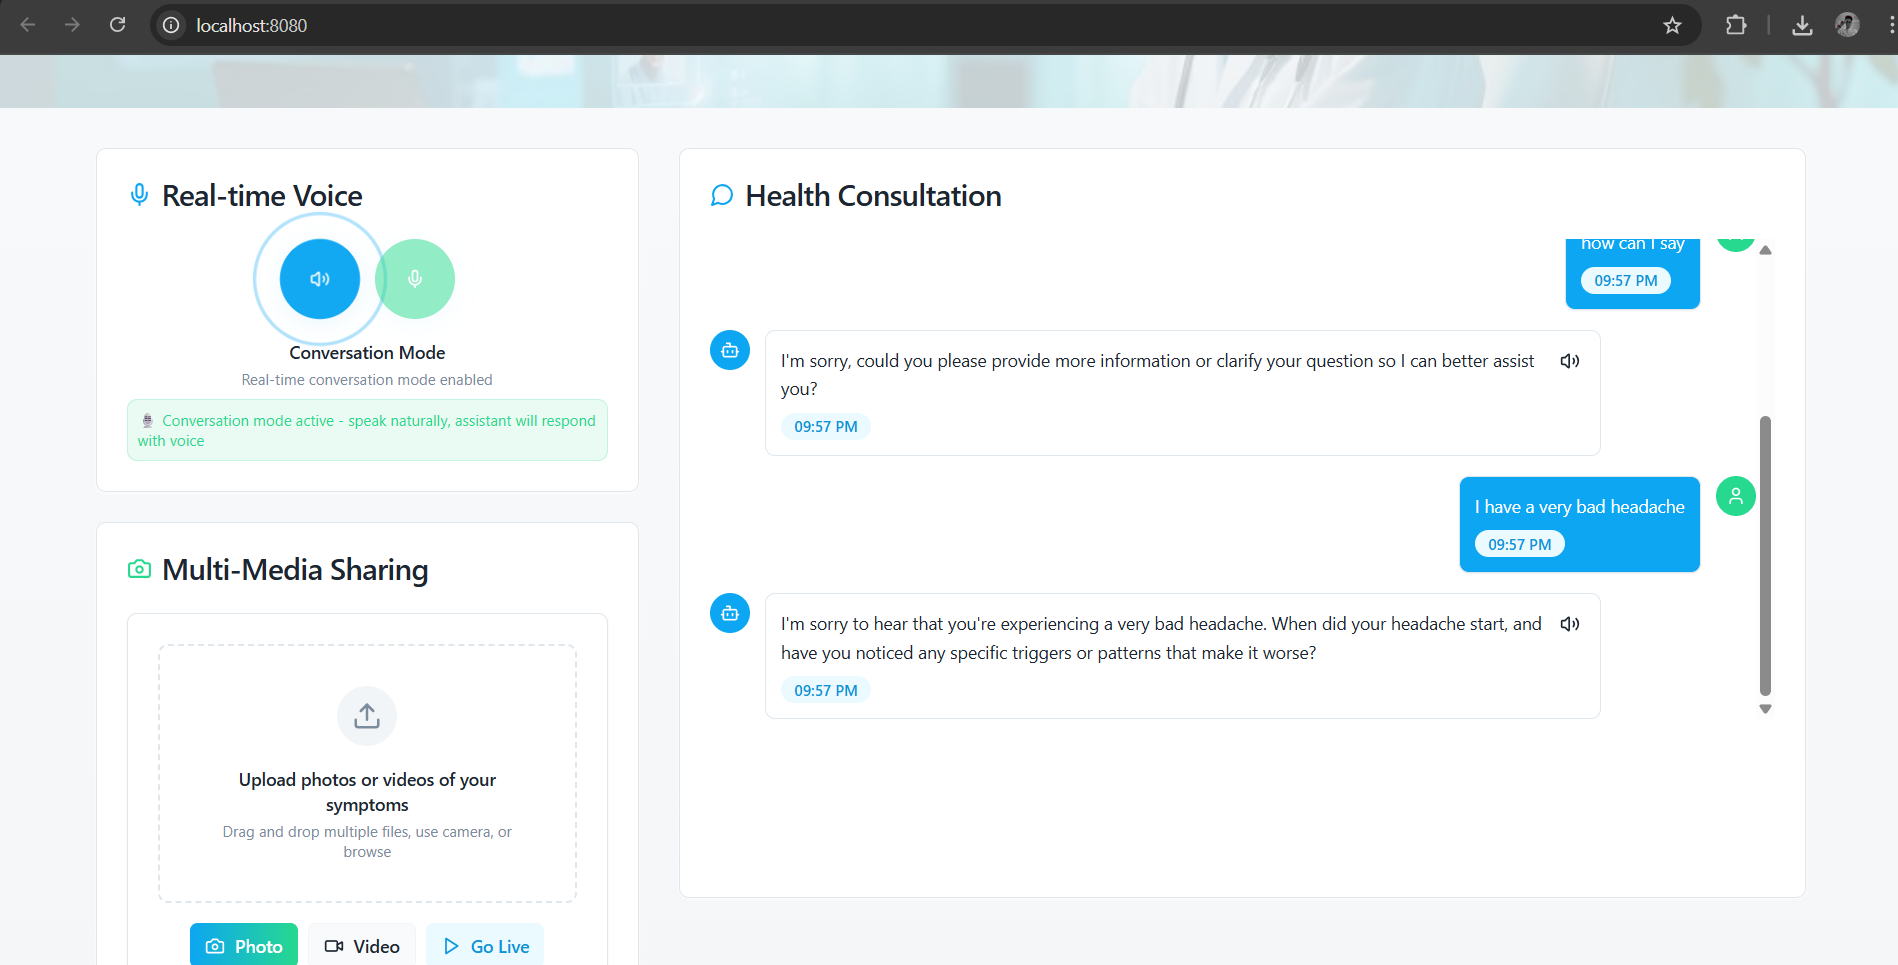 localhost:8080
Real-time Voice
Conversation Mode
Real-time conversation mode enabled
Conversation mode active - speak naturally, assistant will respond
with voice
Multi-Media Sharing
Upload photos or videos of your
symptoms
Drag and drop multiple files, use camera, or
browse
Photo
Video
Go Live
Health Consultation
how can I say
09:57 PM
I'm sorry, could you please provide more information or clarify your question so I can better assist
you?
09:57 PM
I have a very bad headache
09:57 PM
I'm sorry to hear that you're experiencing a very bad headache. When did your headache start, and
have you noticed any specific triggers or patterns that make it worse?
09:57 PM